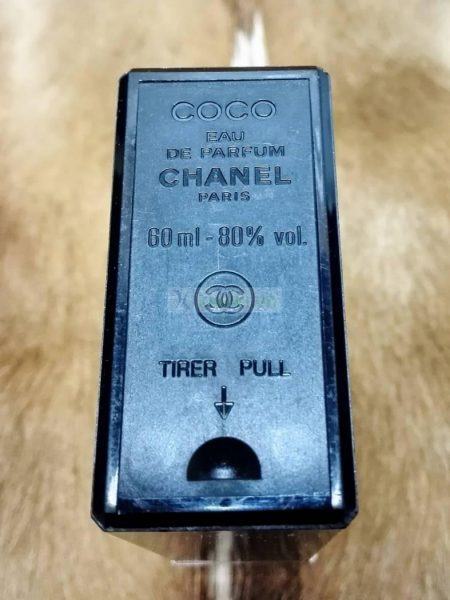 COCO
EAU
DE PARFUM
CHANEL
PARIS
60 ml - 80% vol.
TIRER PULL